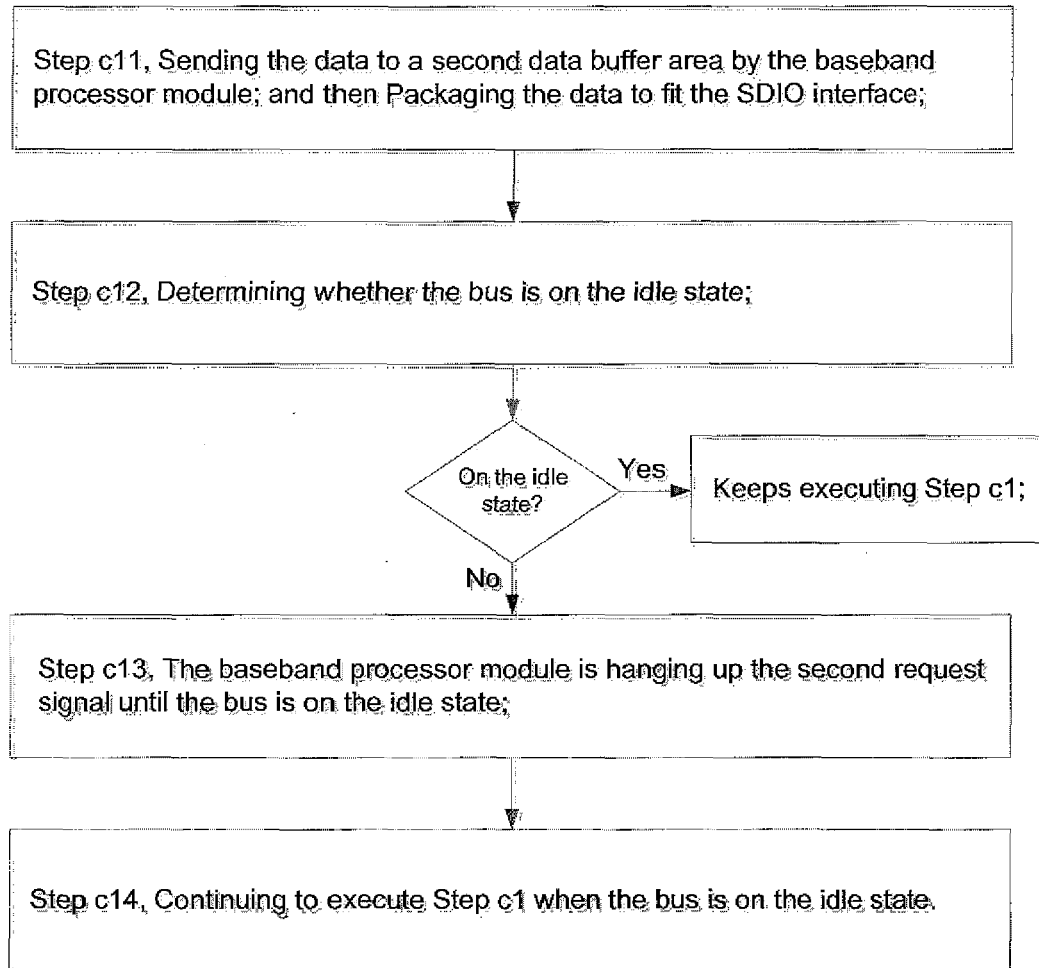 Step c11, Sending the data to a second data buffer area by the baseband
processor module; and then Packaging the data to fit the SDIO interface;
Step c12, Determining whether the bus is on the idle state;
On the idle
state?
Yes
Keeps executing Step c1;
No
Step c13, The baseband processor module is hanging up the second request
signal until the bus is on the idle state;
Step c14, Continuing to execute Step c1 when the bus is on the idle state.